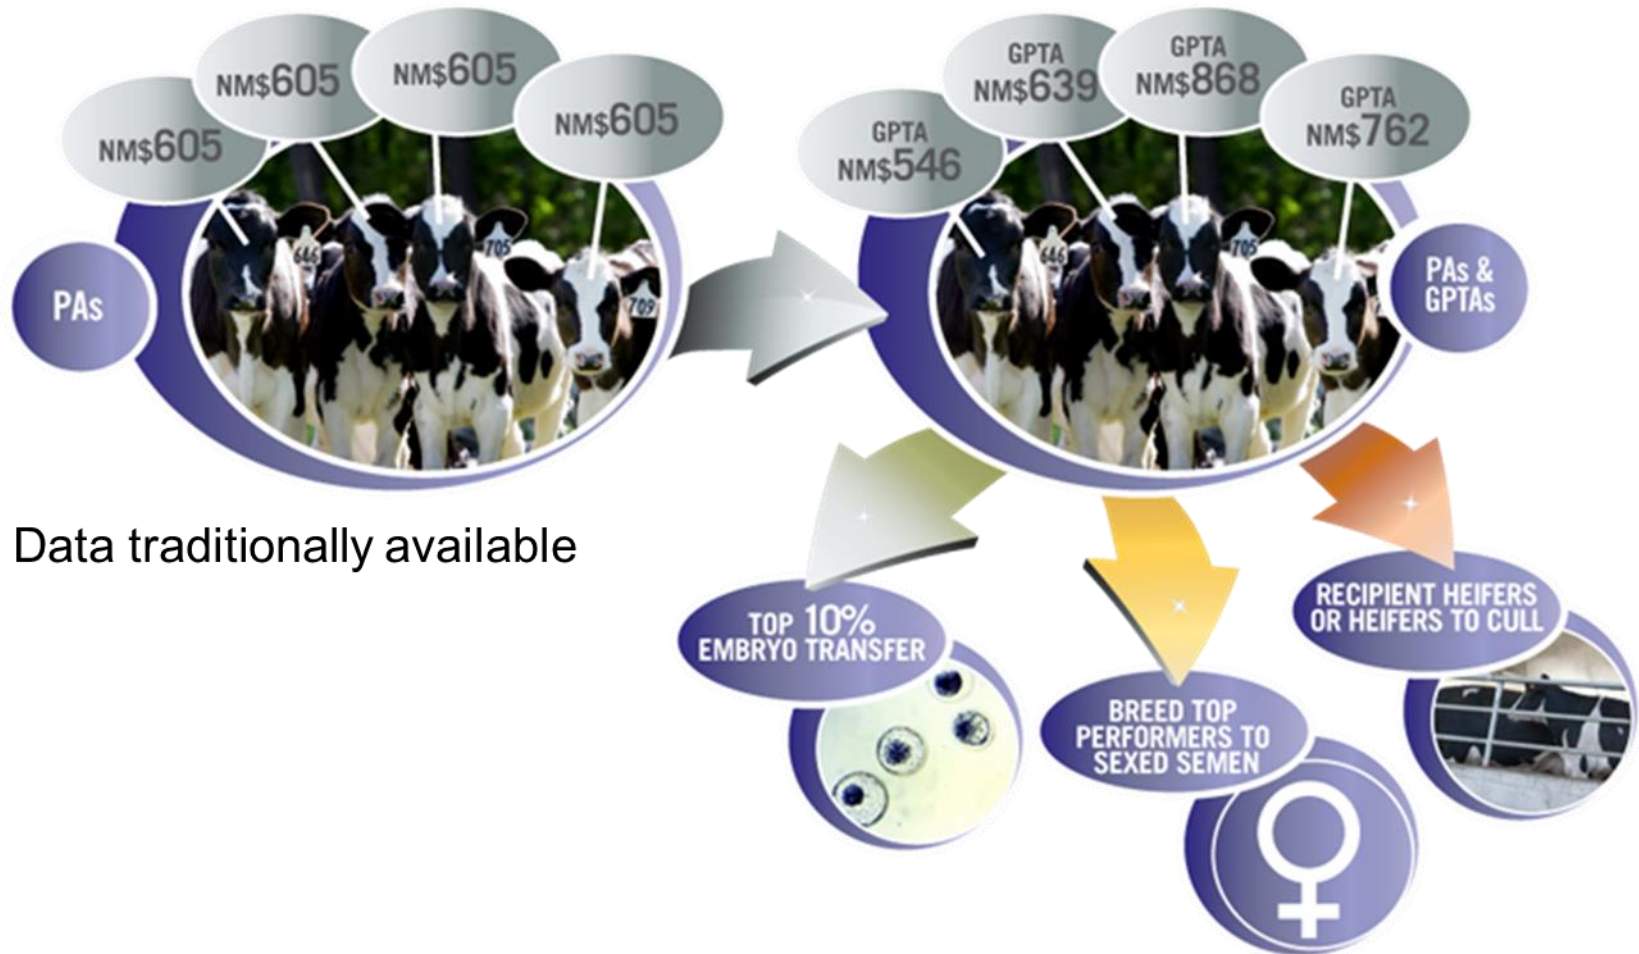 NM$605
NM$605
NM$605
NM$605
PAs
646
705
709
Data traditionally available
GPTA
NM$546
GPTA
NM$639
GPTA
NM$868
GPTA
NM$762
646
705
PAs &
GPTAs
TOP 10%
EMBRYO TRANSFER
BREED TOP
PERFORMERS TO
SEXED SEMEN
RECIPIENT HEIFERS
OR HEIFERS TO CULL